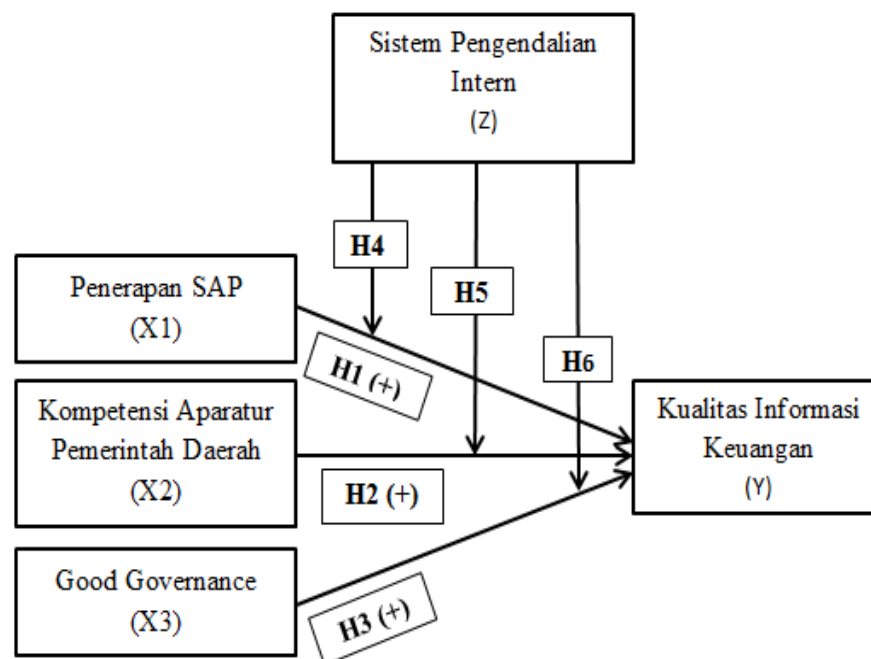 Sistem Pengendalian
Intern
(Z)
H4
H5
H6
Penerapan SAP
(X1)
H1 (+)
Kompetensi Aparatur
Pemerintah Daerah
(X2)
H2 (+)
Kualitas Informasi
Keuangan
(Y)
Good Governance
(X3)
H3 (+)